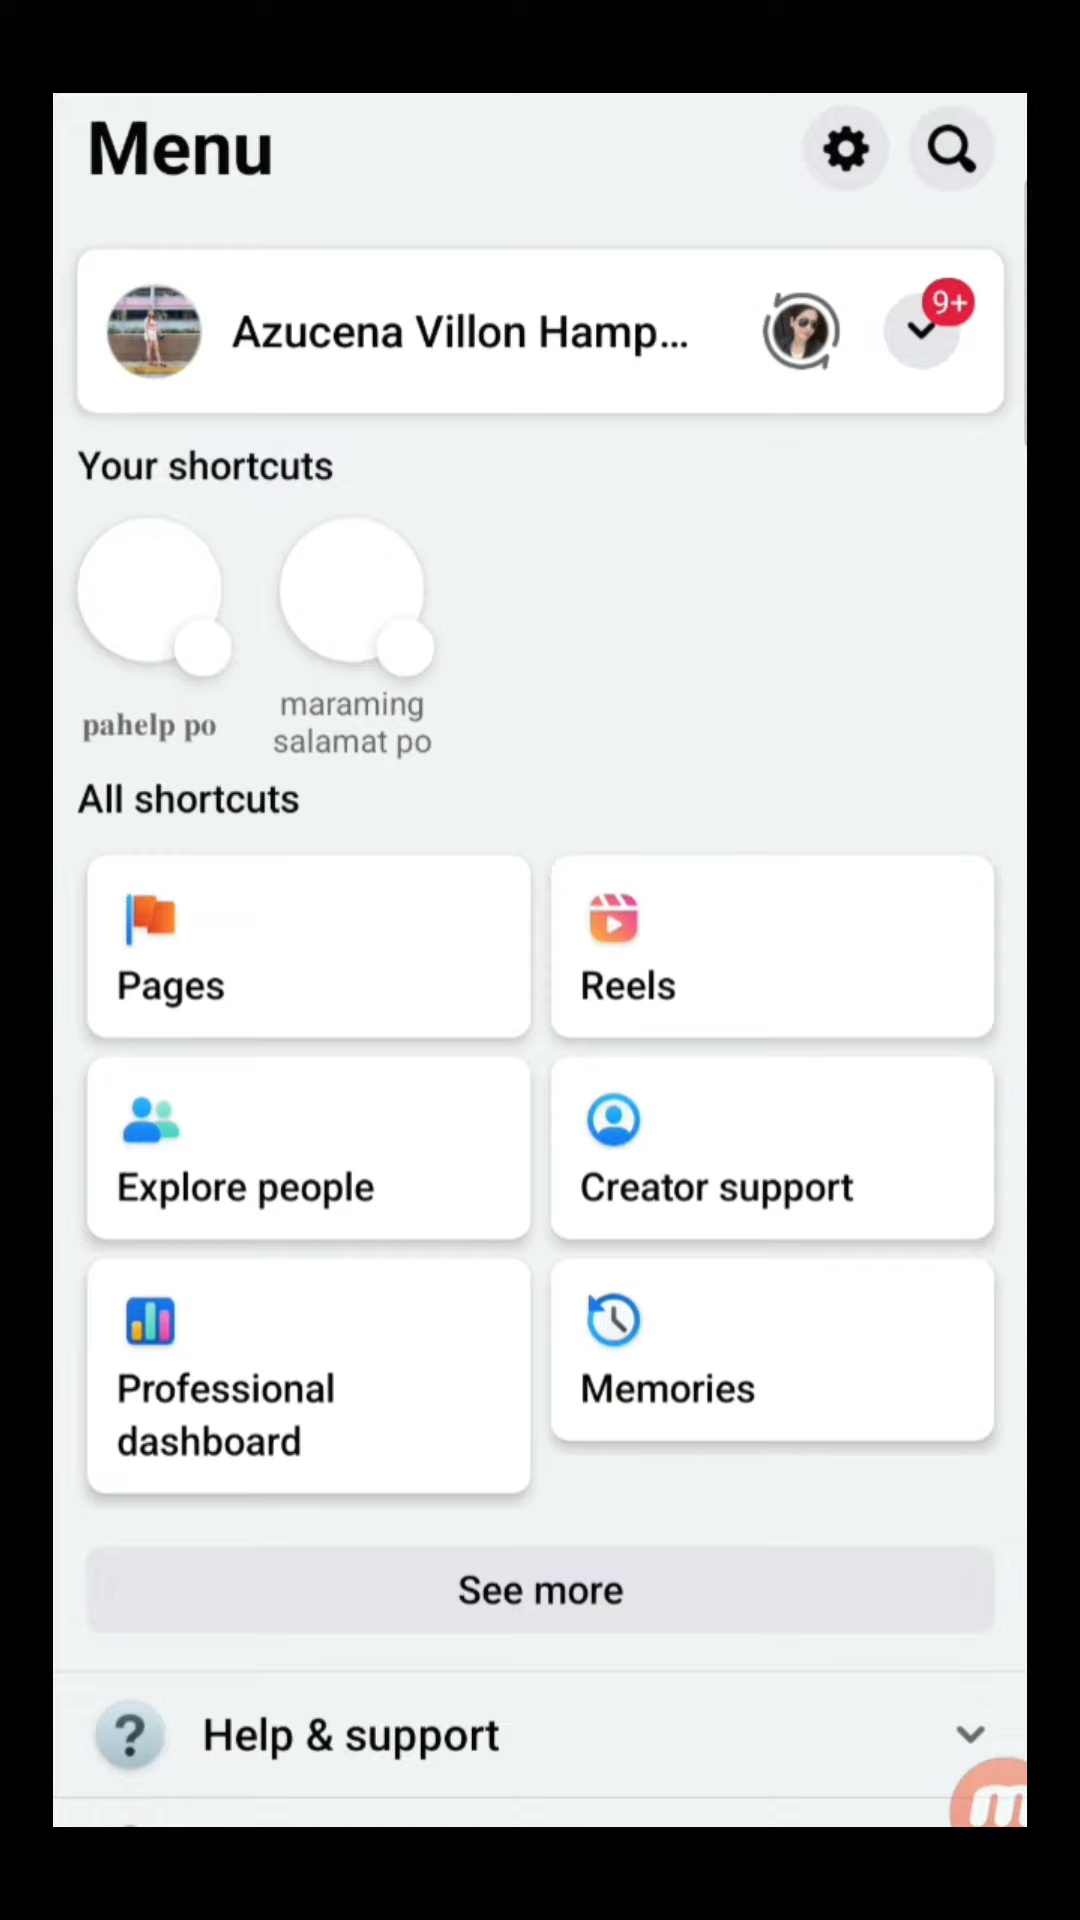 Menu
Azucena Villon Hamp...
9+
Your shortcuts
pahelp po
maraming
salamat po
All shortcuts
Pages
Reels
Explore people
Creator support
Professional
dashboard
Memories
See more
? Help & support
m